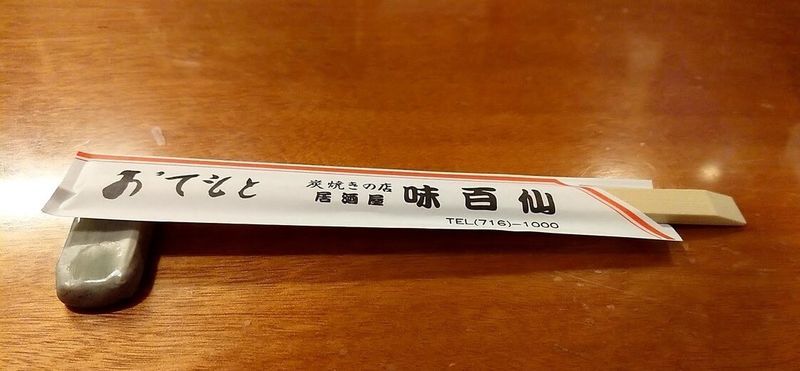 おてもと
炭焼きの店
居酒屋 味百仙
TEL(716)-1000